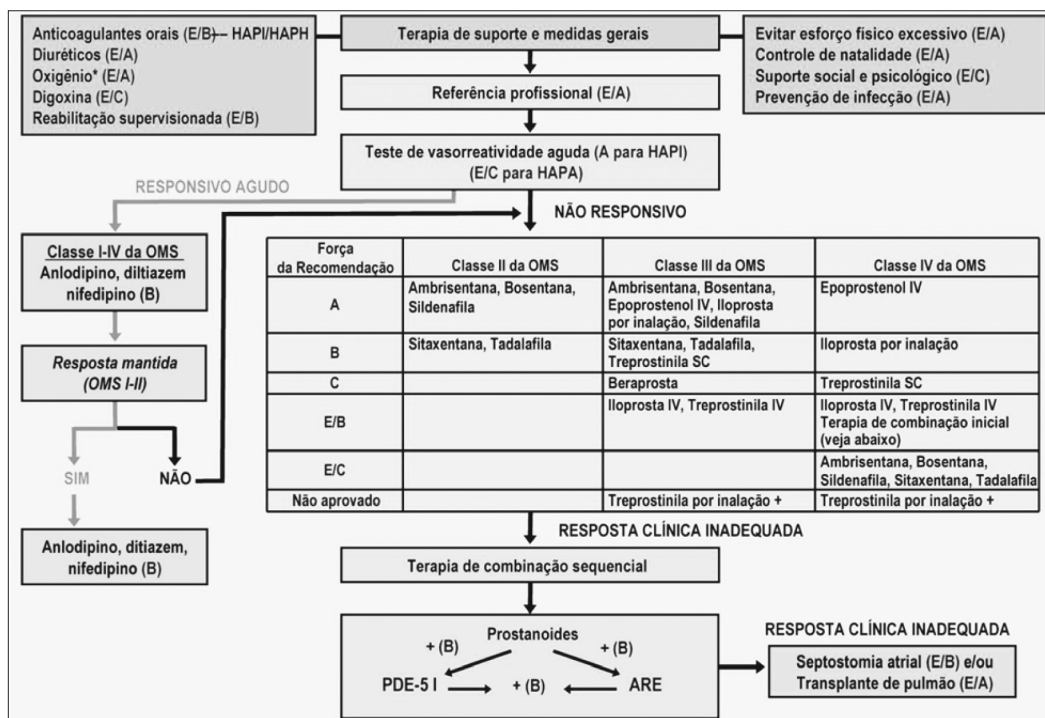 Anticoagulantes orais (E/B)– HAPI/HAPH
Diuréticos (E/A)
Oxigênio* (E/A)
Digoxina (E/C)
Reabilitação supervisionada (E/B)
Terapia de suporte e medidas gerais
Evitar esforço físico excessivo (E/A)
Controle de natalidade (E/A)
Suporte social e psicológico (E/C)
Prevenção de infecção (E/A)
Referência profissional (E/A)
Teste de vasorreatividade aguda (A para HAPI)
(E/C para HAPA)
RESPONSIVO AGUDO
NÃO RESPONSIVO
Classe I-IV da OMS
Anlodipino, diltiazem
nifedipino (B)
Resposta mantida
(OMS I-II)
SIM
NÃO
Anlodipino, ditiazem,
nifedipino (B)
Força
da Recomendação
Classe II da OMS
Classe III da OMS
Classe IV da OMS
A
Ambrisentana, Bosentana,
Sildenafila
Ambrisentana, Bosentana,
Epoprostenol IV, Iloprosta
por inalação, Sildenafila
Epoprostenol IV
B
Sitaxentana, Tadalafila
Sitaxentana, Tadalafila,
Treprostinila SC
Iloprosta por inalação
C
Beraprosta
Treprostinila SC
E/B
Iloprosta IV, Treprostinila IV
Iloprosta IV, Treprostinila IV
Terapia de combinação inicial
(veja abaixo)
E/C
Ambrisentana, Bosentana,
Sildenafila, Sitaxentana, Tadalafila
Não aprovado
Treprostinila por inalação +
Treprostinila por inalação +
RESPOSTA CLÍNICA INADEQUADA
Terapia de combinação sequencial
Prostanoides
+ (B)
+ (B)
PDE-5 I
+ (B)
ARE
RESPOSTA CLÍNICA INADEQUADA
Septostomia atrial (E/B) e/ou
Transplante de pulmão (E/A)